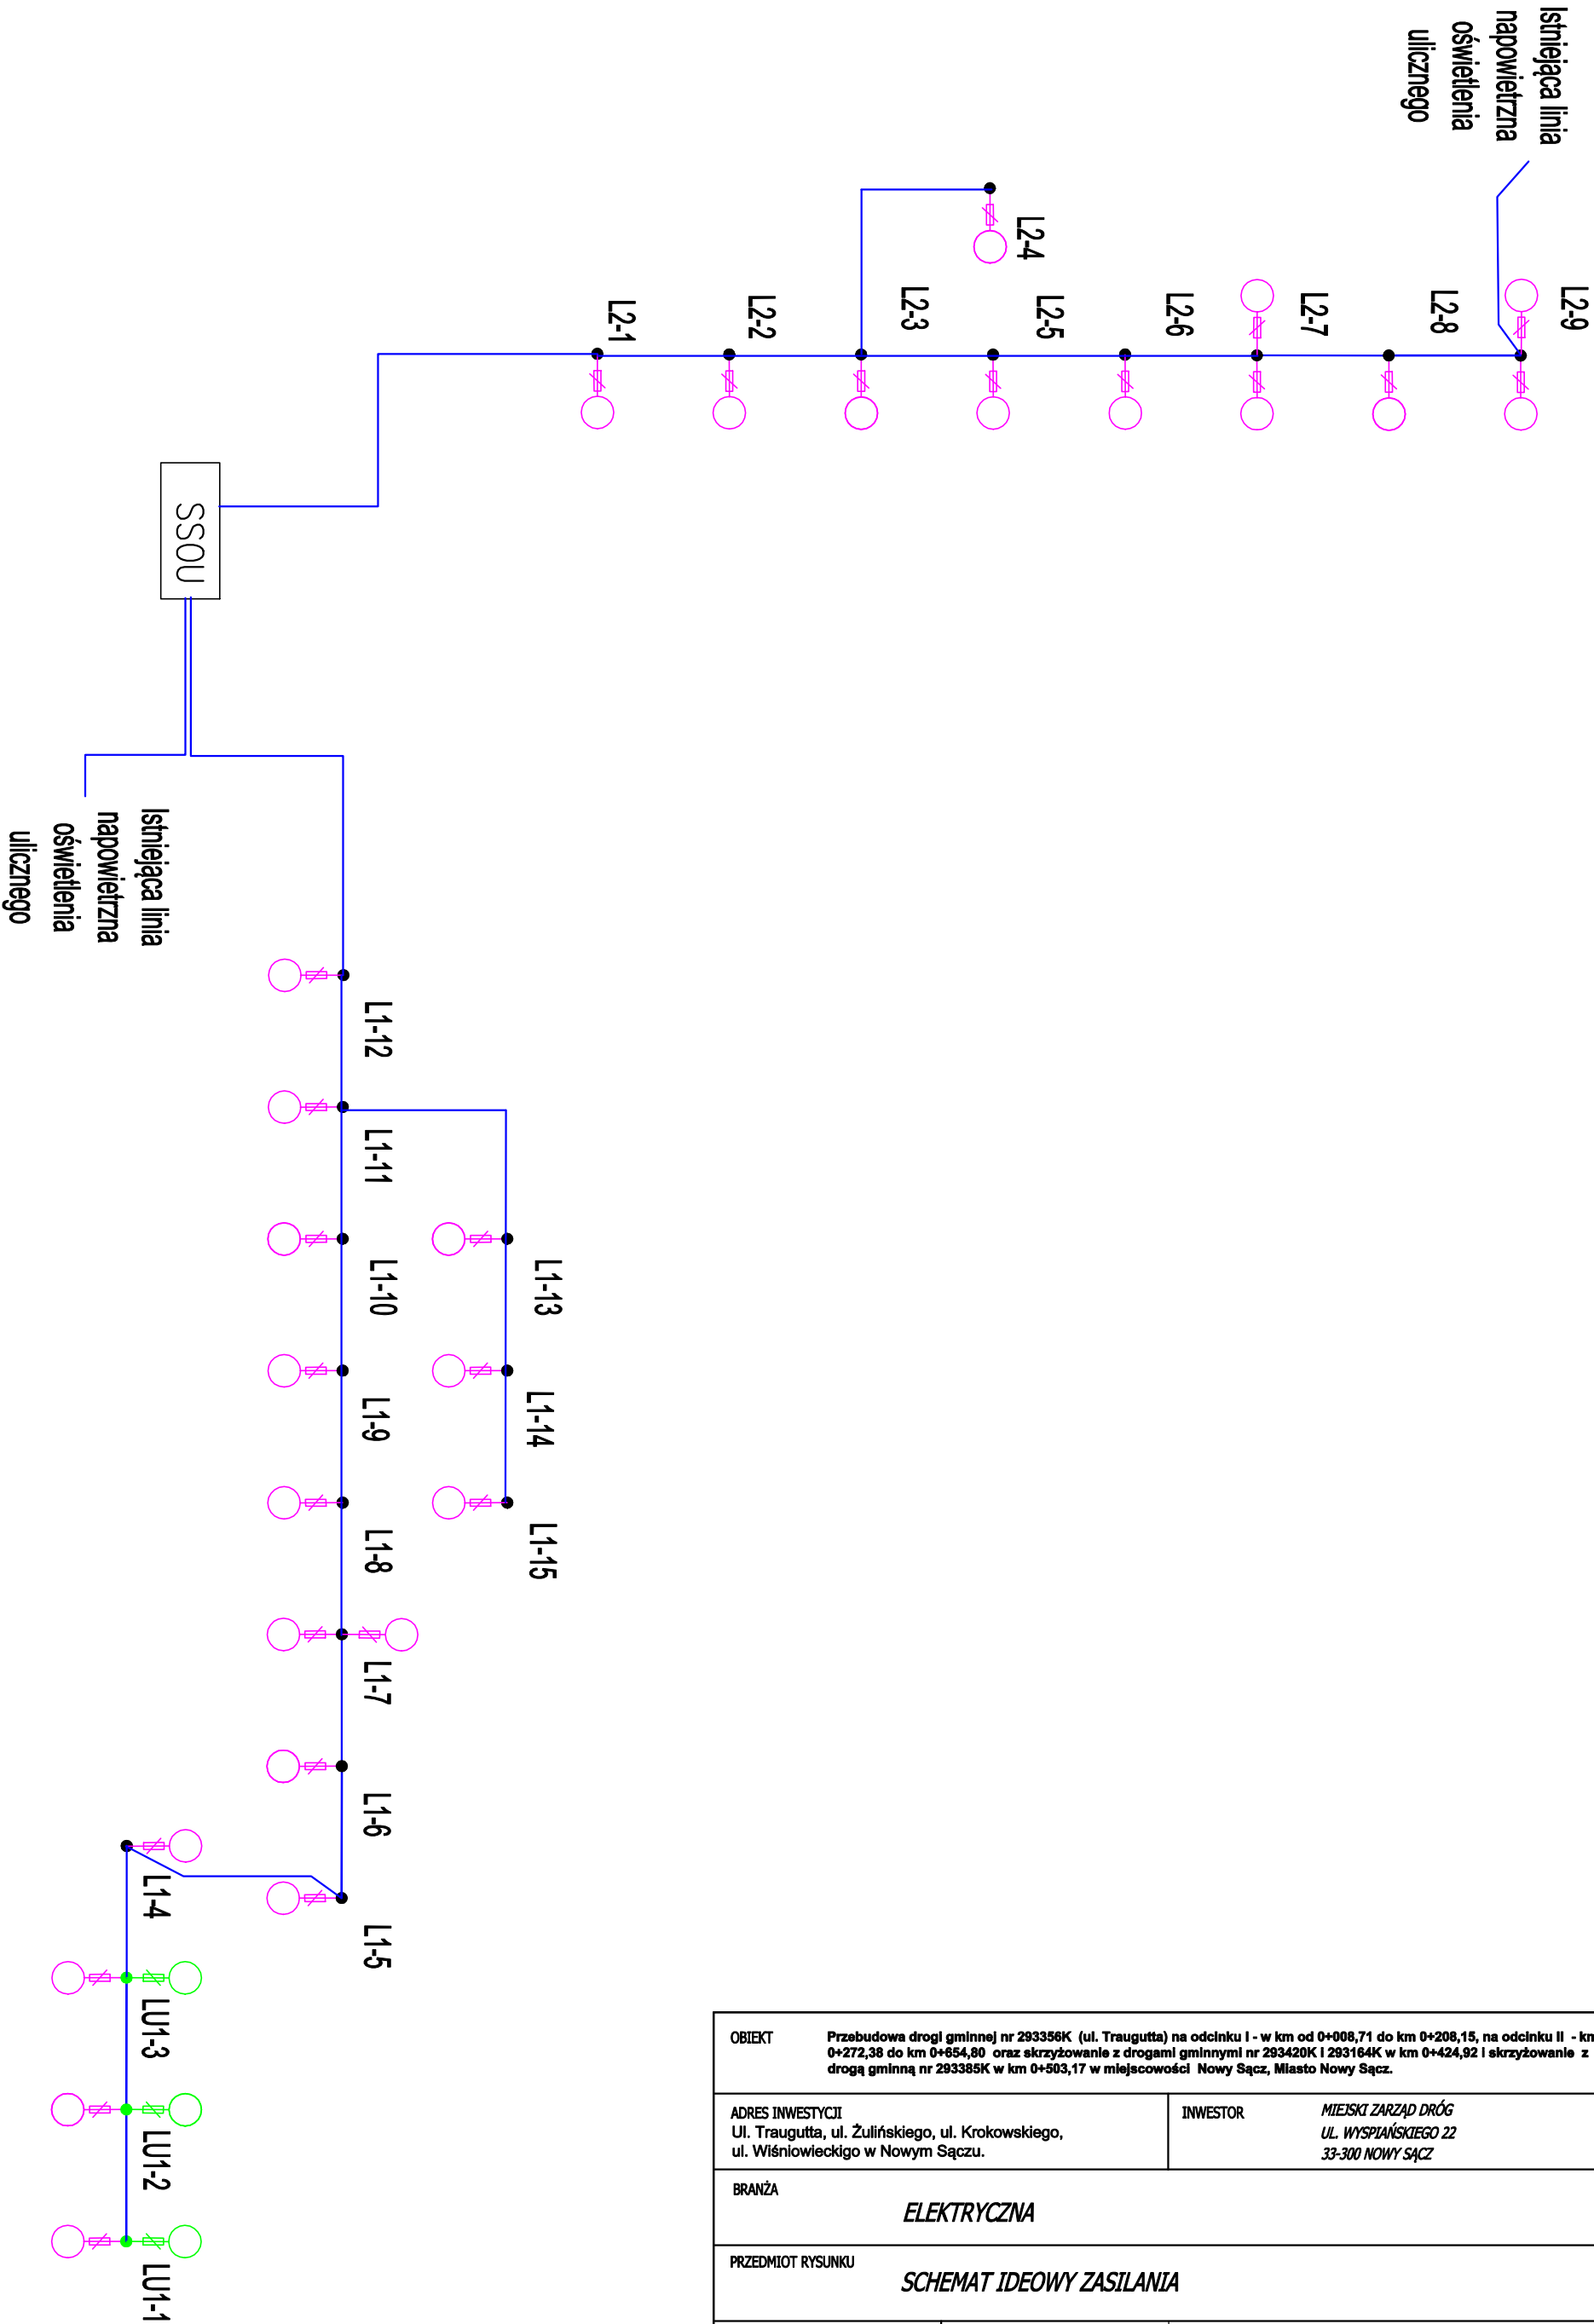 Istniejąca linia
napowietrzna
oświetlenia
ulicznego
L2-9
L2-8
L2-7
L2-6
L2-5
L2-4
L2-3
L2-2
L2-1
SSOU
Istniejąca linia
napowietrzna
oświetlenia
ulicznego
L1-12
L1-11
L1-10
L1-13
L1-9
L1-14
L1-8
L1-15
L1-7
L1-6
L1-4
L1-5
LU1-3
LU1-2
LU1-1
OBIEKT
Przebudowa drogi gminnej nr 293356K (ul. Traugutta) na odcinku I - w km od 0+008,71 do km 0+208,15, na odcinku II - km
0+272,38 do km 0+654,80 oraz skrzyżowanie z drogami gminnymi nr 293420K i 293164K w km 0+424,92 i skrzyżowanie z
drogą gminną nr 293385K w km 0+503,17 w miejscowości Nowy Sącz, Miasto Nowy Sącz.
ADRES INWESTYCJI
Ul. Traugutta, ul. Żulińskiego, ul. Krokowskiego,
ul. Wiśniowieckigo w Nowym Sączu.
INWESTOR
MIEJSKI ZARZĄD DRÓG
UL. WYSPIAŃSKIEGO 22
33-300 NOWY SĄCZ
BRANŻA
ELEKTRYCZNA
PRZEDMIOT RYSUNKU
SCHEMAT IDEOWY ZASILANIA